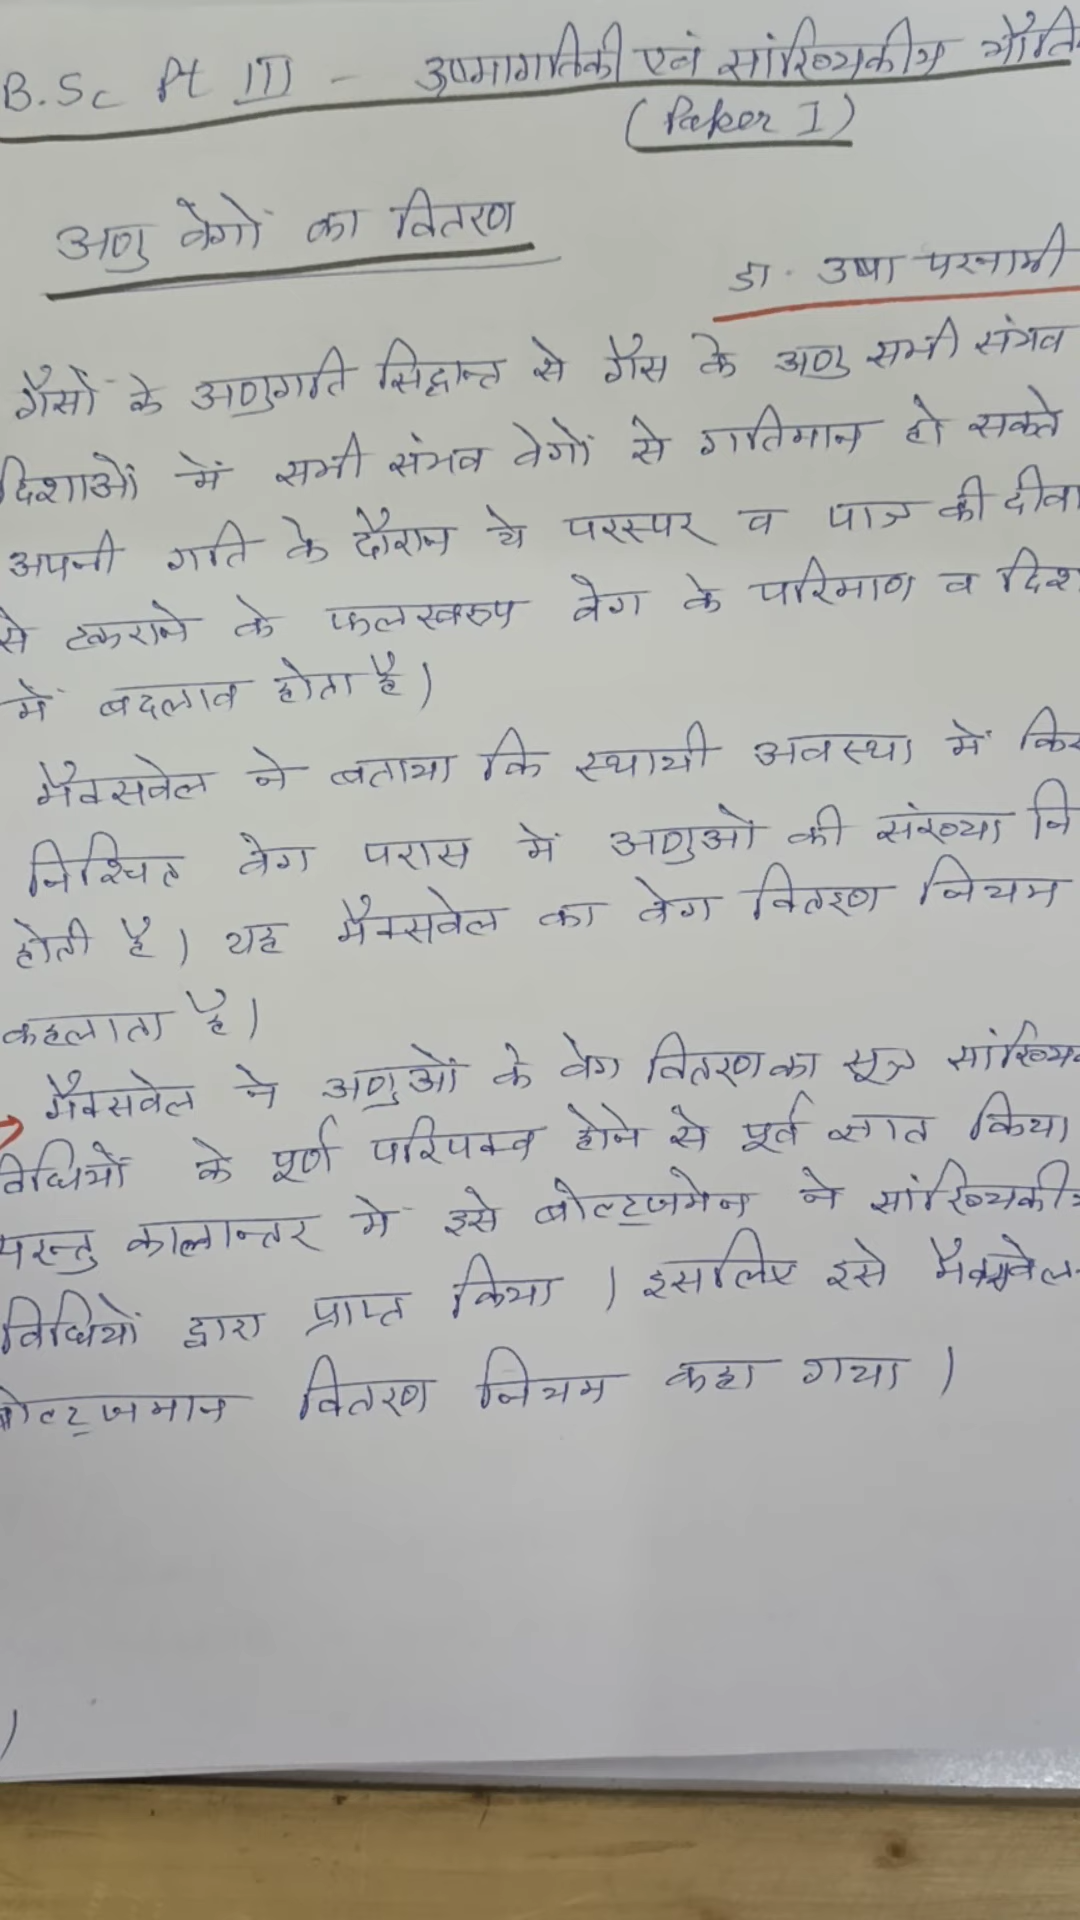 B.Sc Pt III - उष्मागतिकी एवं सांख्यिकीय भौति
(Paper I)
अणु वेगों का वितरण
डा. उषा परनामी
गैसों के अणुगति सिद्वान्त से गैस के अणु सभी संभव
दिशाओं में सभी संभव वेगों से गतिमान हो सकते
अपनी गति के दौरान ये परस्पर व पात्र की दीवा
से टकराने के फलस्वरूप वेग के परिमाण व दिश
में बदलाव होता है।
मैक्सवेल ने बताया कि स्थायी अवस्था में किस
निश्चित वेग परास में अणुओं की संख्या नि
होती है। यह मैक्सवेल का वेग वितरण नियम
कहलाता है।
→ मैक्सवेल ने अणुओं के वेग वितरण का सूत्र सांख्यिक
विधियों के पूर्ण परिपक्व होने से पूर्व ज्ञात किया
परन्तु कालान्तर में इसे बोल्ट्जमेन ने सांख्यिकीय
विधियों द्वारा प्राप्त किया। इसलिए इसे मैक्सवेल-
बोल्ट्जमान वितरण नियम कहा गया।